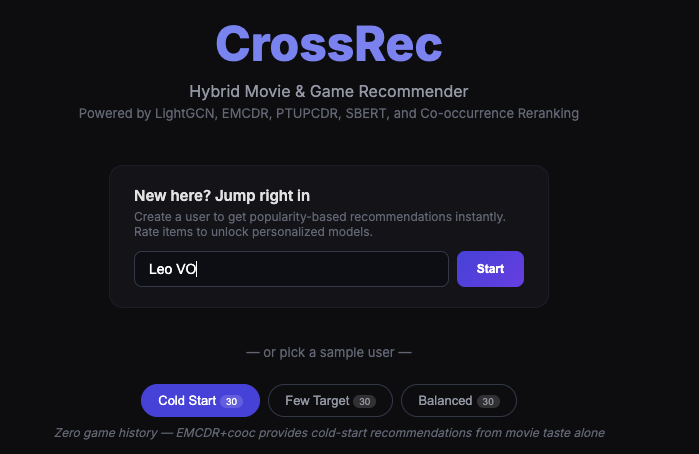 CrossRec
Hybrid Movie & Game Recommender
Powered by LightGCN, EMCDR, PTUPCDR, SBERT, and Co-occurrence Reranking
New here? Jump right in
Create a user to get popularity-based recommendations instantly.
Rate items to unlock personalized models.
Leo VO
Start
— or pick a sample user —
Cold Start 30
Few Target 30
Balanced 30
Zero game history — EMCDR+cooc provides cold-start recommendations from movie taste alone